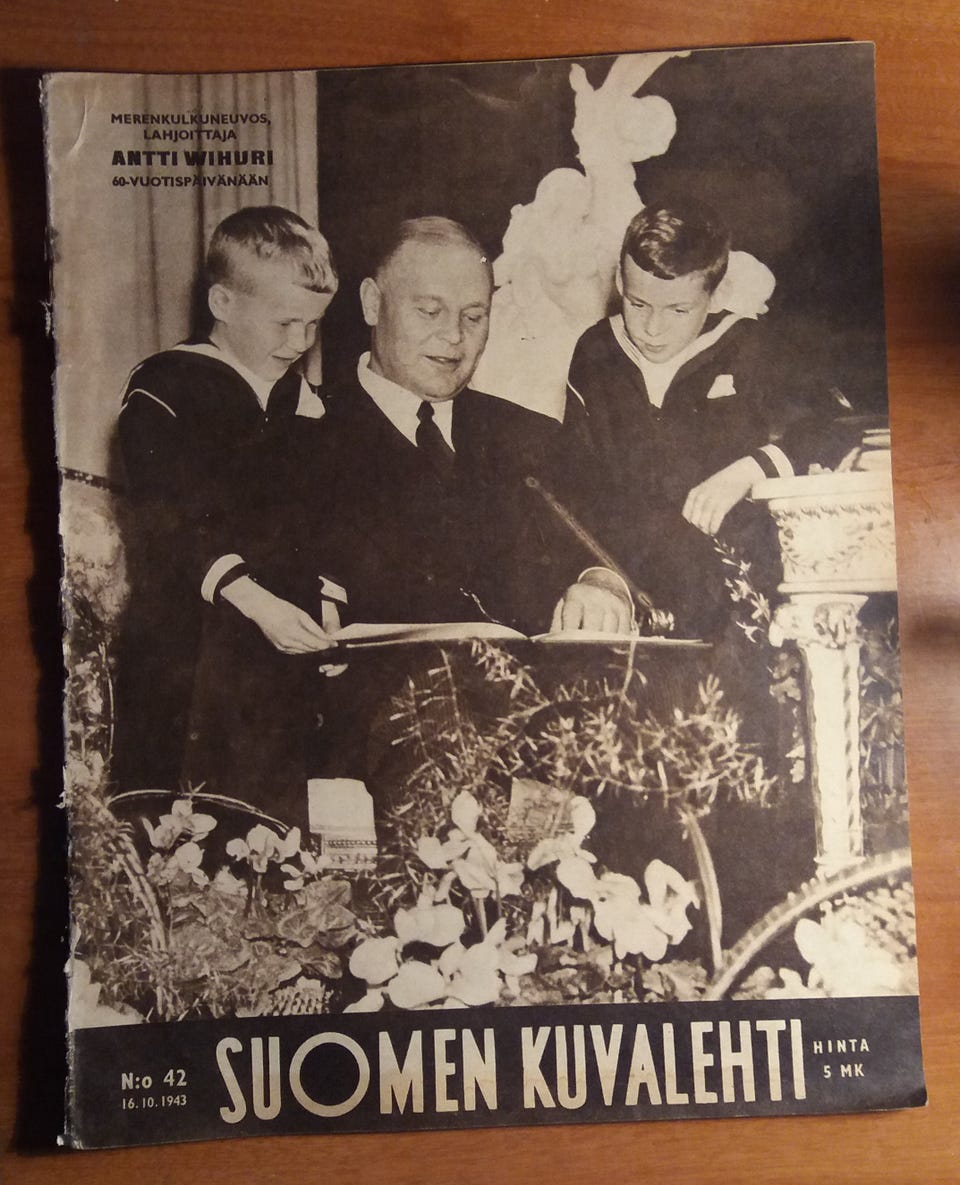 MERENKULKUNEUVOS,
LAHJOITTAJA
ANTTI WIHURI
60-VUOTISPÄIVÄNÄÄN
N:o 42
16.10.1943
SUOMEN KUVALEHTI
HINTA
5 MK